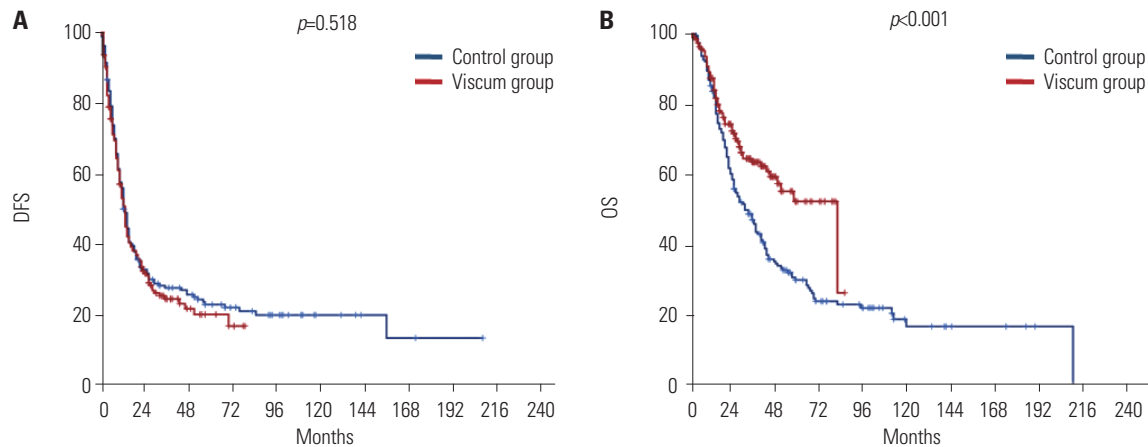 A
p=0.518
100
80
60
40
20
0
DFS
Control group
Viscum group
0 24 48 72 96 120 144 168 192 216 240
Months
B
p<0.001
100
80
60
40
20
0
OS
Control group
Viscum group
0 24 48 72 96 120 144 168 192 216 240
Months